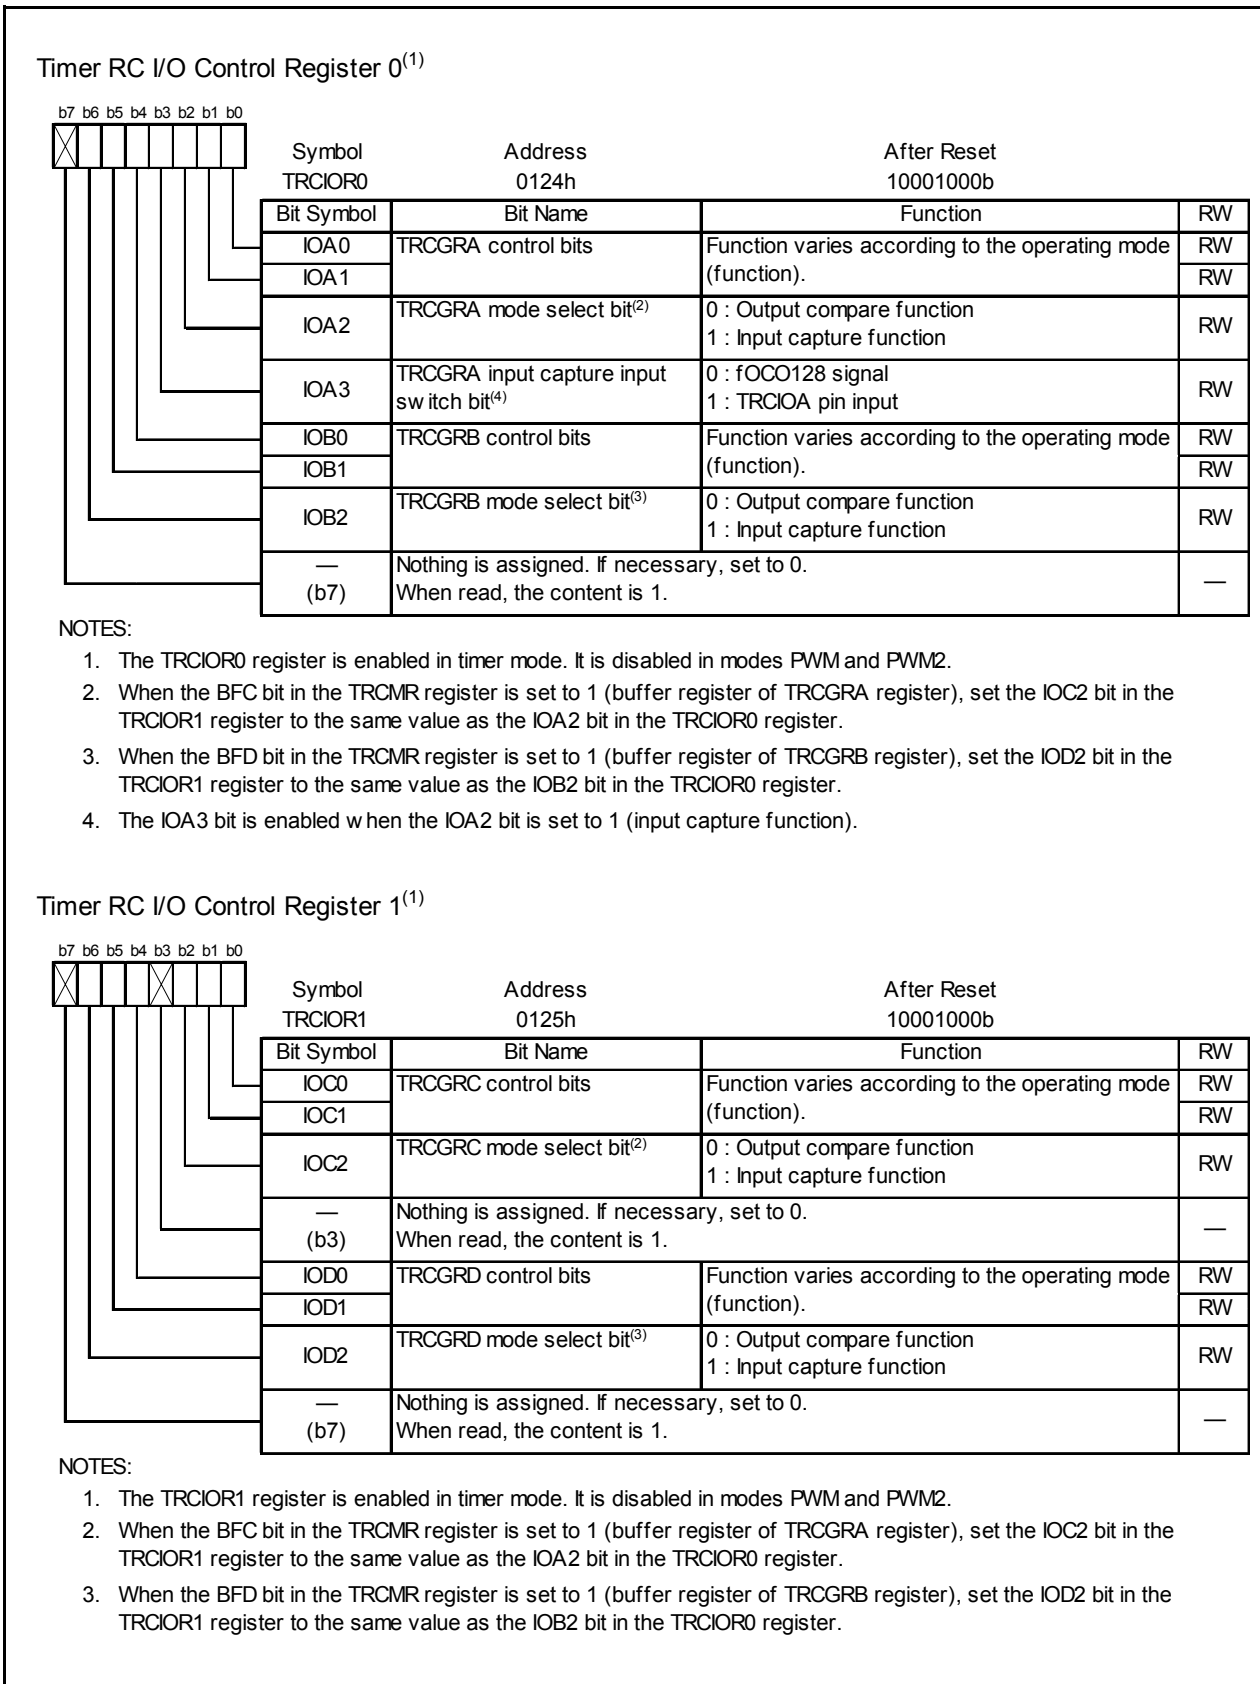 Timer RC I/O Control Register 0(1)
b7 b6 b5 b4 b3 b2 b1 b0
Symbol Address After Reset
TRCIOR0 0124h 10001000b
Bit Symbol Bit Name Function RW
IOA0 TRCGRA control bits Function varies according to the operating mode RW
IOA1 (function). RW
IOA2 TRCGRA mode select bit(2) 0 : Output compare function RW
1 : Input capture function
IOA3 TRCGRA input capture input 0 : fOCO128 signal RW
switch bit(4) 1 : TRCIOA pin input
IOB0 TRCGRB control bits Function varies according to the operating mode RW
IOB1 (function). RW
IOB2 TRCGRB mode select bit(3) 0 : Output compare function RW
1 : Input capture function
— Nothing is assigned. If necessary, set to 0. —
(b7) When read, the content is 1.
NOTES:
1. The TRCIOR0 register is enabled in timer mode. It is disabled in modes PWM and PWM2.
2. When the BFC bit in the TRCMR register is set to 1 (buffer register of TRCGRA register), set the IOC2 bit in the
TRCIOR1 register to the same value as the IOA2 bit in the TRCIOR0 register.
3. When the BFD bit in the TRCMR register is set to 1 (buffer register of TRCGRB register), set the IOD2 bit in the
TRCIOR1 register to the same value as the IOB2 bit in the TRCIOR0 register.
4. The IOA3 bit is enabled when the IOA2 bit is set to 1 (input capture function).
Timer RC I/O Control Register 1(1)
b7 b6 b5 b4 b3 b2 b1 b0
Symbol Address After Reset
TRCIOR1 0125h 10001000b
Bit Symbol Bit Name Function RW
IOC0 TRCGRC control bits Function varies according to the operating mode RW
IOC1 (function). RW
IOC2 TRCGRC mode select bit(2) 0 : Output compare function RW
1 : Input capture function
— Nothing is assigned. If necessary, set to 0. —
(b3) When read, the content is 1.
IOD0 TRCGRD control bits Function varies according to the operating mode RW
IOD1 (function). RW
IOD2 TRCGRD mode select bit(3) 0 : Output compare function RW
1 : Input capture function
— Nothing is assigned. If necessary, set to 0. —
(b7) When read, the content is 1.
NOTES:
1. The TRCIOR1 register is enabled in timer mode. It is disabled in modes PWM and PWM2.
2. When the BFC bit in the TRCMR register is set to 1 (buffer register of TRCGRA register), set the IOC2 bit in the
TRCIOR1 register to the same value as the IOA2 bit in the TRCIOR0 register.
3. When the BFD bit in the TRCMR register is set to 1 (buffer register of TRCGRB register), set the IOD2 bit in the
TRCIOR1 register to the same value as the IOB2 bit in the TRCIOR0 register.